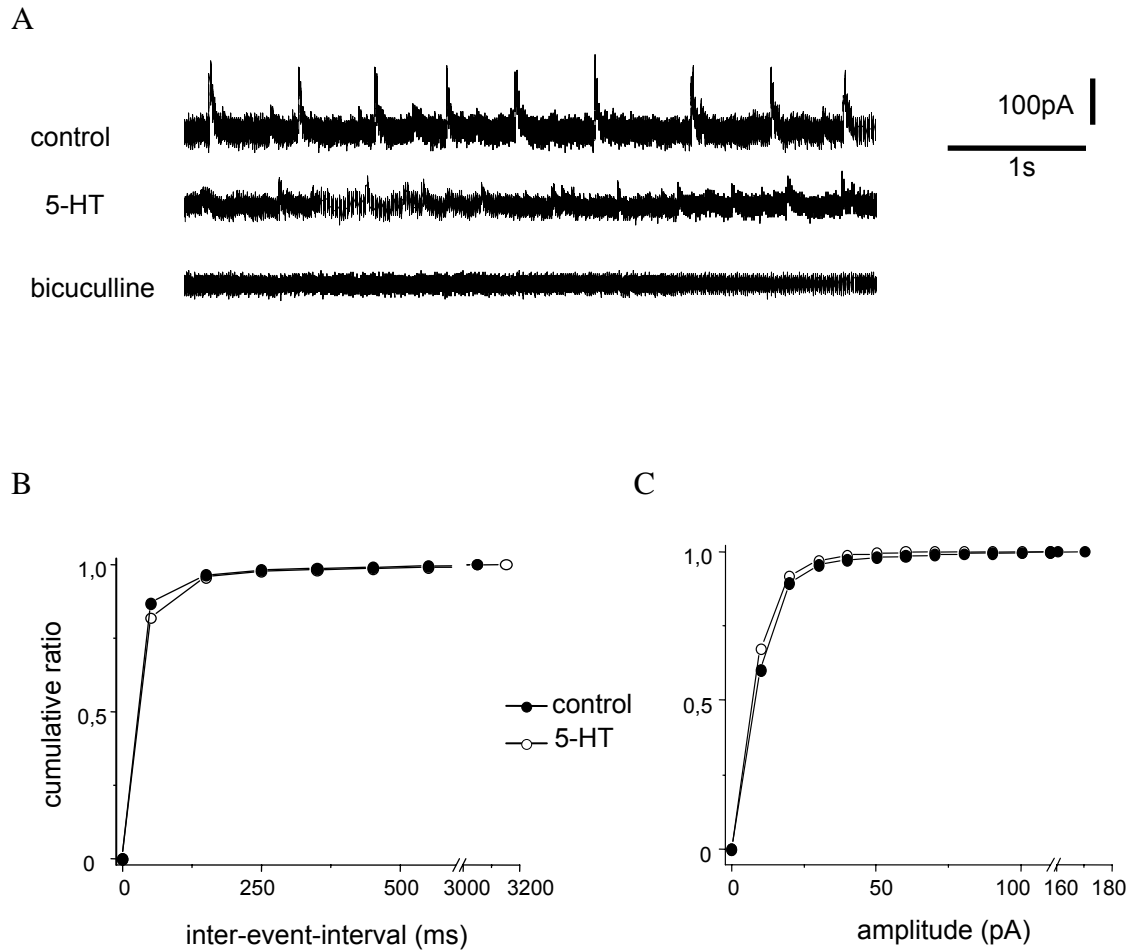 A
control
100pA
1s
5-HT
bicuculline
B
C
1,0
0,5
0
cumulative ratio
0 250 500 3000 3200
inter-event-interval (ms)
control
5-HT
1,0
0,5
0
0 50 100 160 180
amplitude (pA)